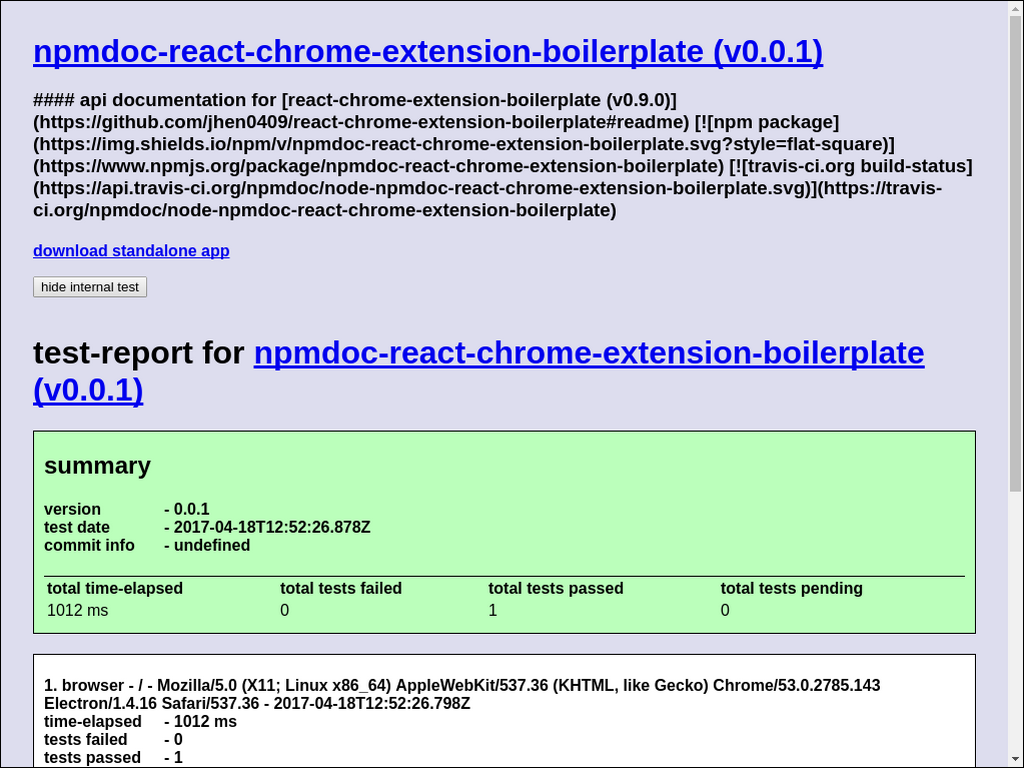 npmdoc-react-chrome-extension-boilerplate (v0.0.1)
#### api documentation for [react-chrome-extension-boilerplate (v0.9.0)]
(https://github.com/jhen0409/react-chrome-extension-boilerplate#readme) [![npm package]
(https://img.shields.io/npm/v/npmdoc-react-chrome-extension-boilerplate.svg?style=flat-square)]
(https://www.npmjs.org/package/npmdoc-react-chrome-extension-boilerplate) [![travis-ci.org build-status]
(https://api.travis-ci.org/npmdoc/node-npmdoc-react-chrome-extension-boilerplate.svg)](https://travis-
ci.org/npmdoc/node-npmdoc-react-chrome-extension-boilerplate)
download standalone app
hide internal test
test-report for npmdoc-react-chrome-extension-boilerplate
(v0.0.1)
summary
version - 0.0.1
test date - 2017-04-18T12:52:26.878Z
commit info - undefined
total time-elapsed total tests failed total tests passed total tests pending
1012 ms 0 1 0
1. browser - / - Mozilla/5.0 (X11; Linux x86_64) AppleWebKit/537.36 (KHTML, like Gecko) Chrome/53.0.2785.143
Electron/1.4.16 Safari/537.36 - 2017-04-18T12:52:26.798Z
time-elapsed - 1012 ms
tests failed - 0
tests passed - 1